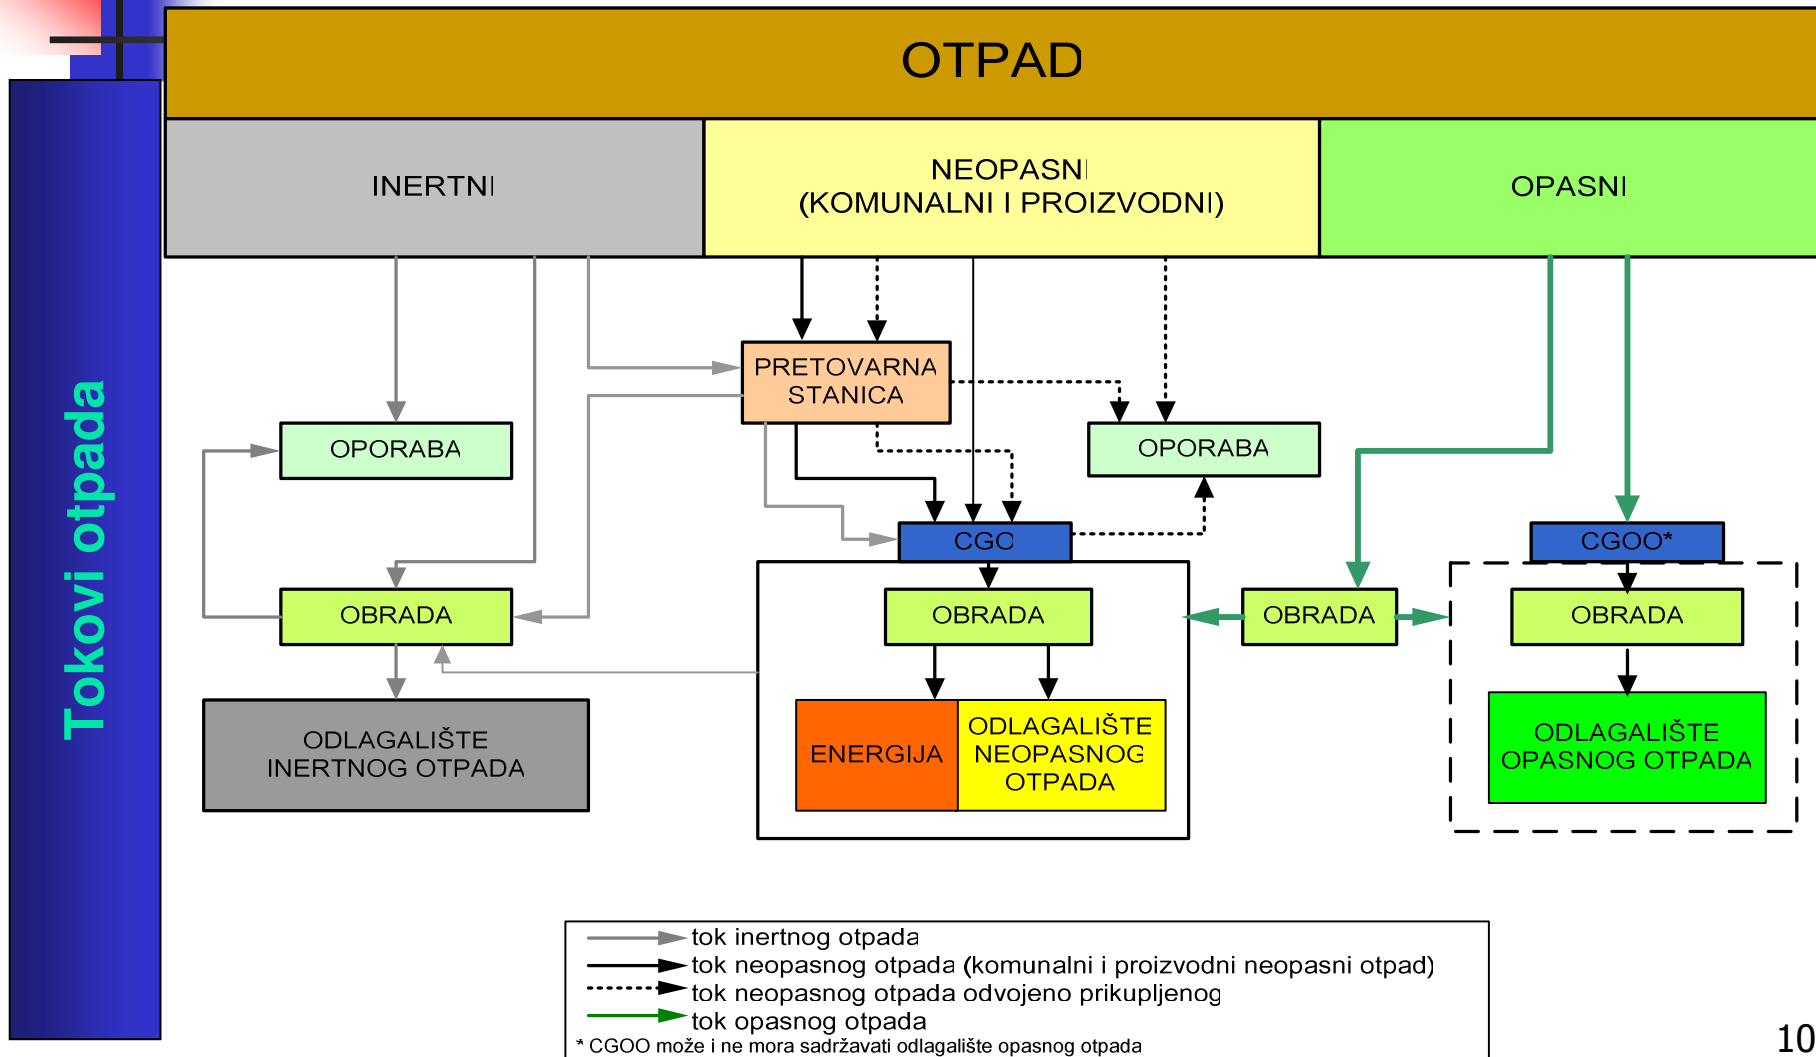 Tokovi otpada
OTPAD
INERTNI
NEOPASNI
(KOMUNALNI I PROIZVODNI)
OPASNI
PRETOVARNA
STANICA
OPORABA
OPORABA
CGO
CGOO*
OBRADA
OBRADA
OBRADA
OBRADA
ODLAGALIŠTE
INERTNOG OTPADA
ENERGIJA
ODLAGALIŠTE
NEOPASNOG
OTPADA
ODLAGALIŠTE
OPASNOG OTPADA
tok inertnog otpada
tok neopasnog otpada (komunalni i proizvodni neopasni otpad)
tok neopasnog otpada odvojeno prikupljenog
tok opasnog otpada
* CGOO može i ne mora sadržavati odlagalište opasnog otpada
10